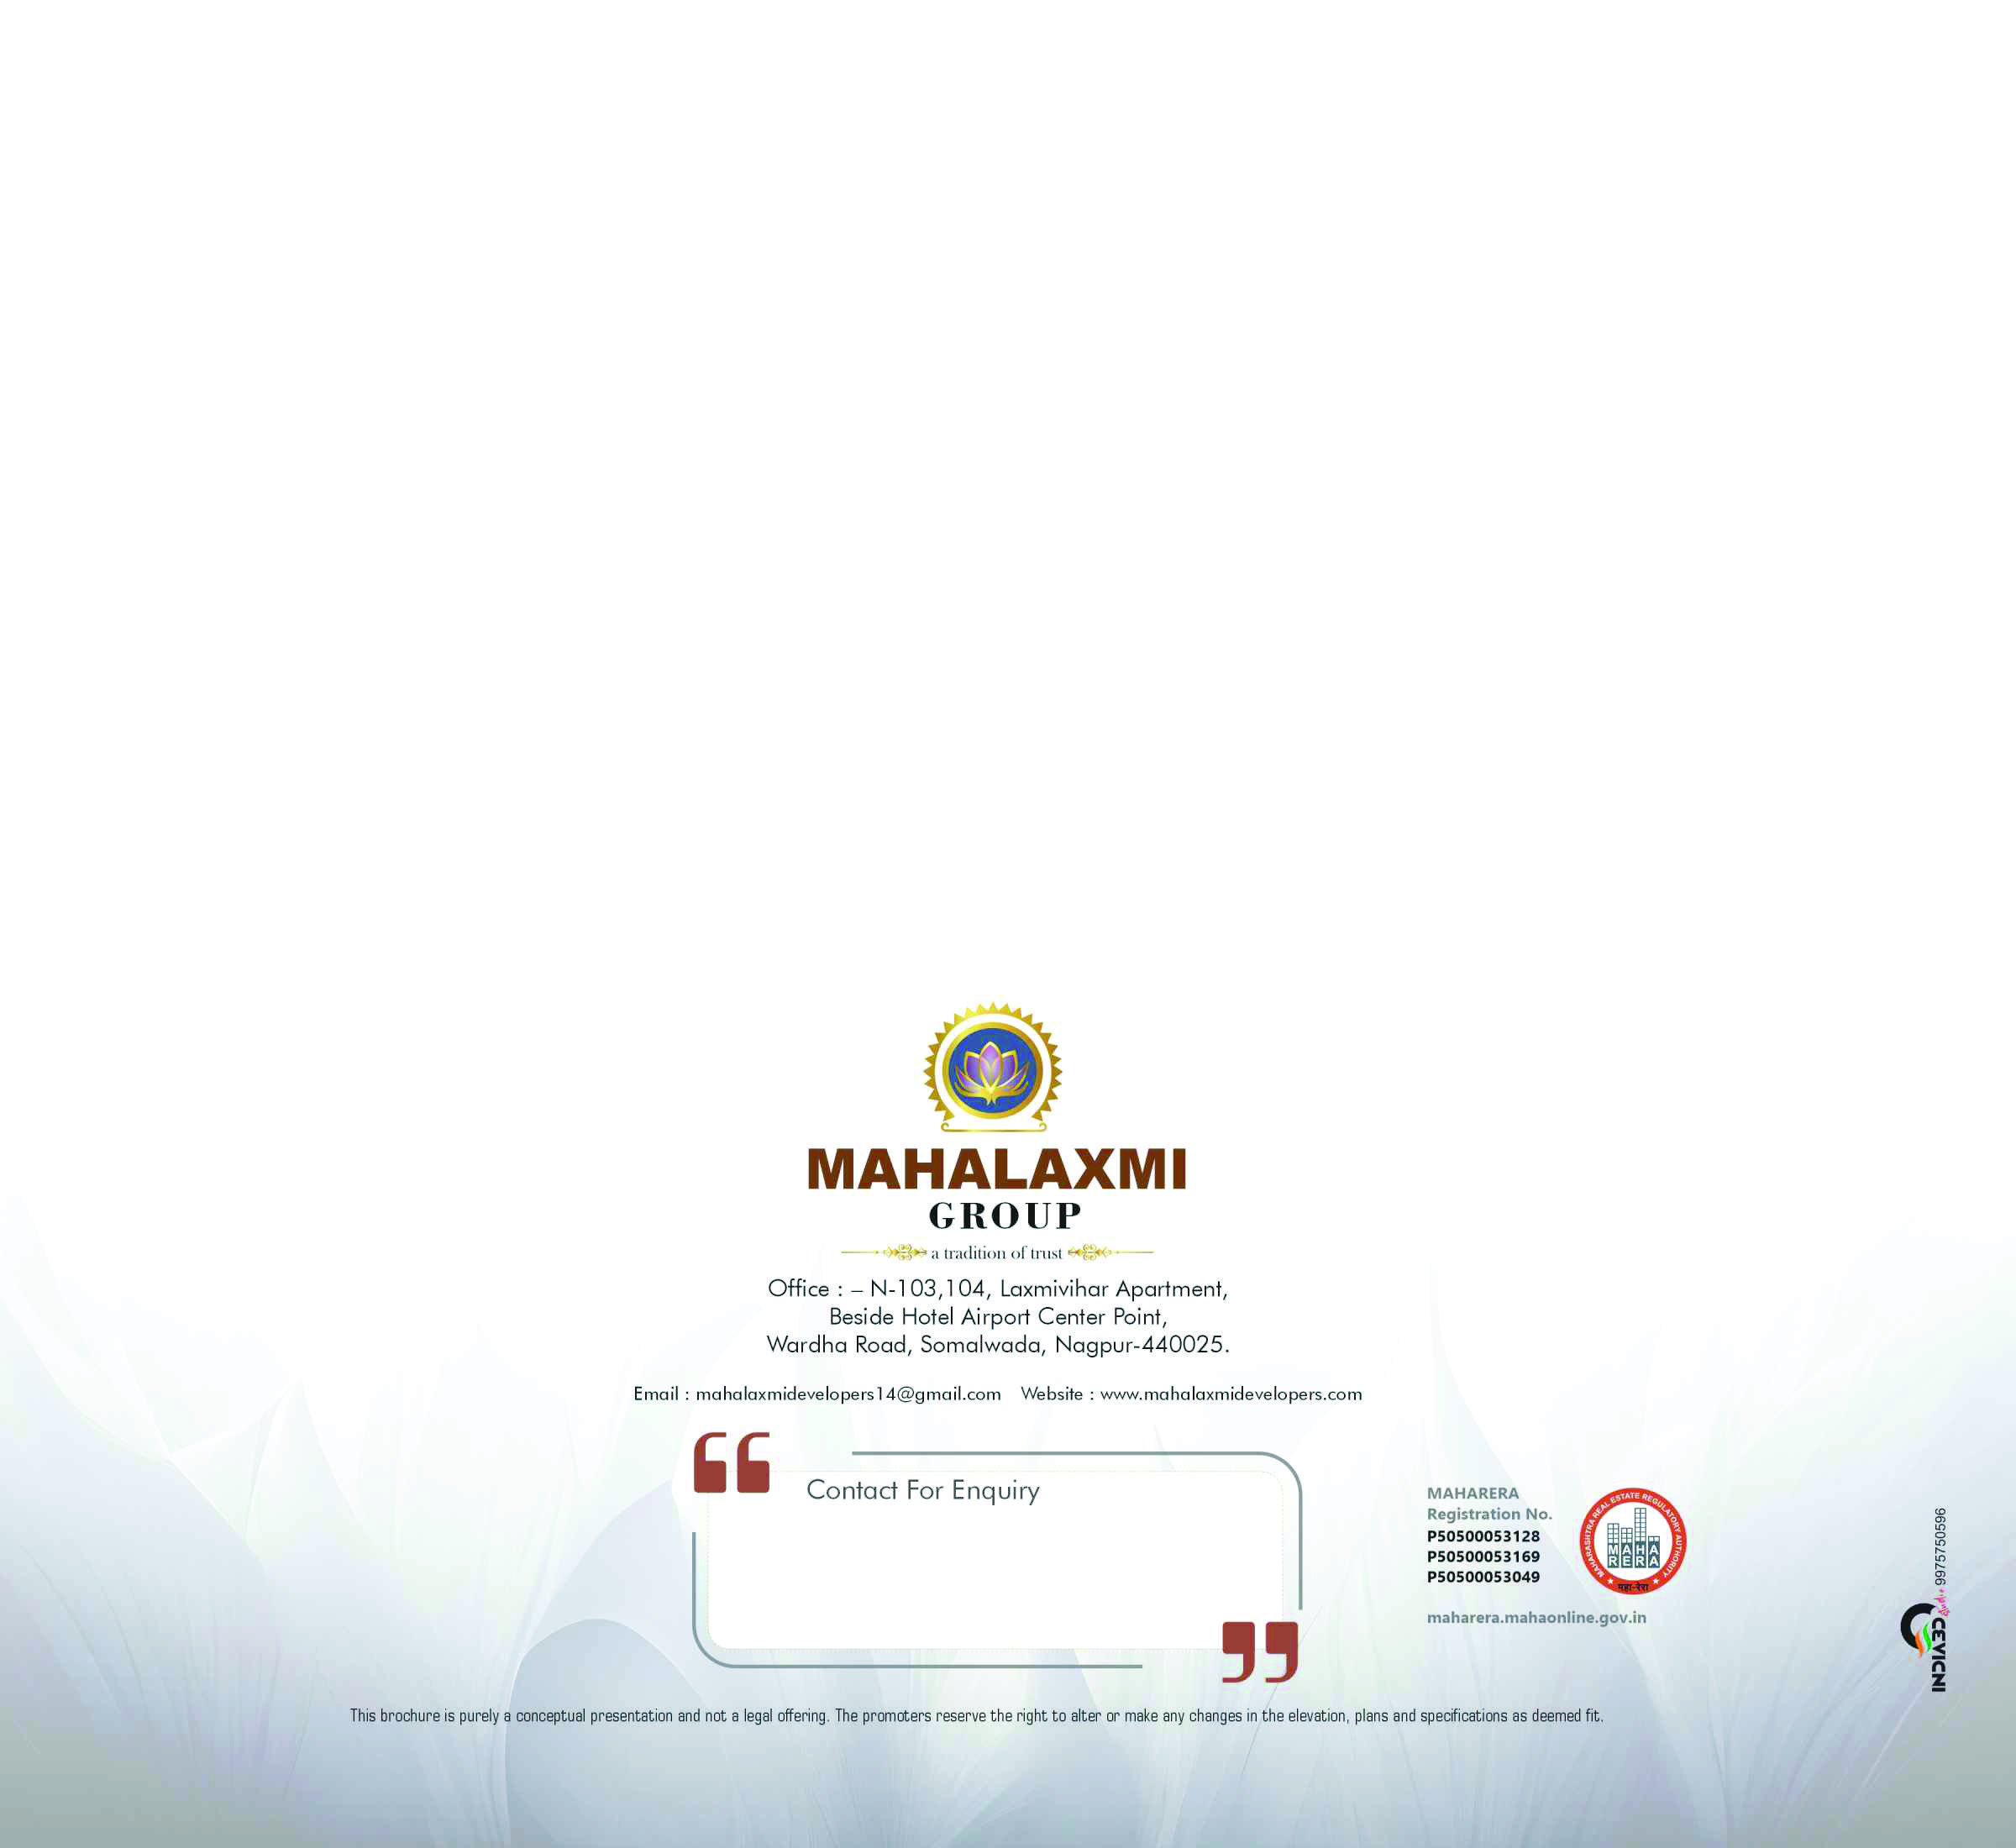 MAHALAXMI
GROUP
a tradition of trust
Office : – N-103,104, Laxmivihar Apartment,
Beside Hotel Airport Center Point,
Wardha Road, Somalwada, Nagpur-440025.
Email : mahalaxmidevelopers14@gmail.com Website : www.mahalaxmidevelopers.com
Contact For Enquiry
MAHARERA
Registration No.
P50500053128
P50500053169
P50500053049
maharera.mahaonline.gov.in
MAHARASHTRA REAL ESTATE REGULATORY AUTHORITY
MAHA
RERA
महा-रेरा
9975750596
This brochure is purely a conceptual presentation and not a legal offering. The promoters reserve the right to alter or make any changes in the elevation, plans and specifications as deemed fit.